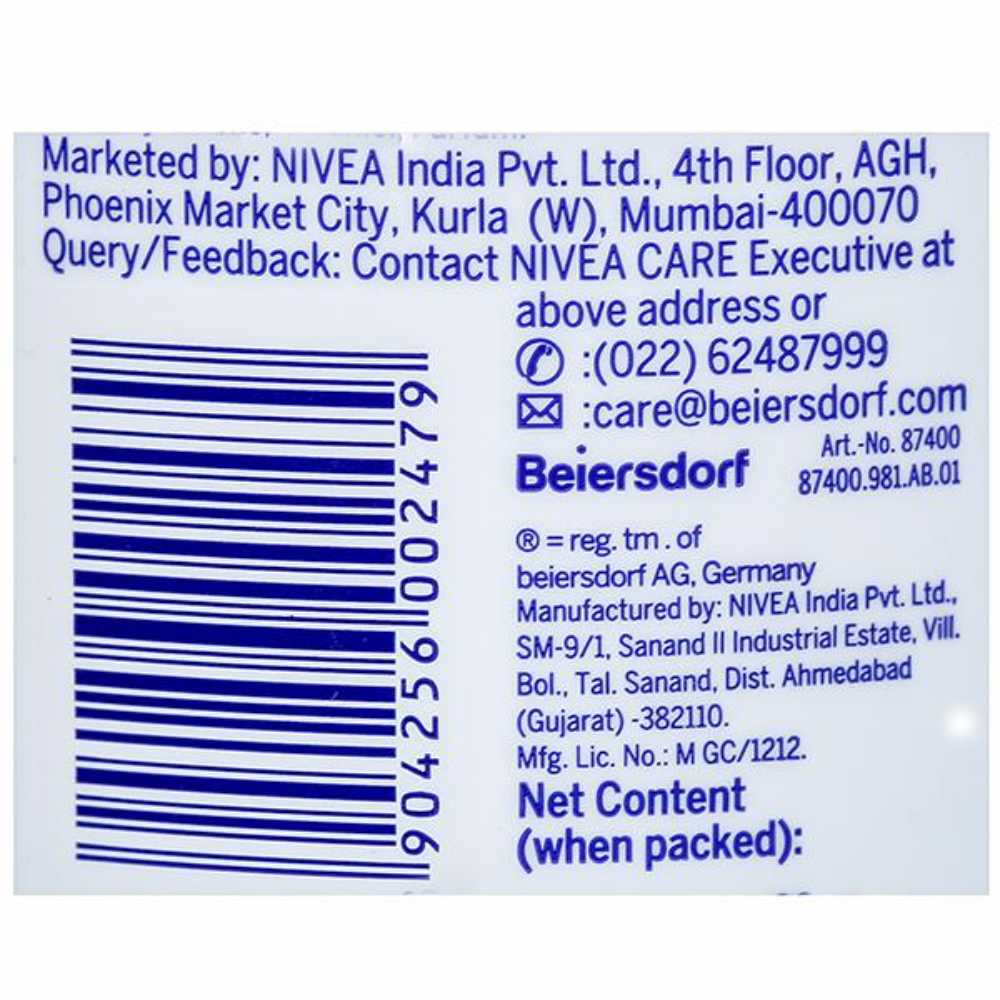 Marketed by: NIVEA India Pvt. Ltd., 4th Floor, AGH,
Phoenix Market City, Kurla (W), Mumbai-400070
Query/Feedback: Contact NIVEA CARE Executive at
above address or
:(022) 62487999
:care@beiersdorf.com
Art.-No. 87400
Beiersdorf
87400.981.AB.01
® = reg. tm . of
beiersdorf AG, Germany
Manufactured by: NIVEA India Pvt. Ltd.,
SM-9/1, Sanand II Industrial Estate, Vill.
Bol., Tal. Sanand, Dist. Ahmedabad
(Gujarat) -382110.
Mfg. Lic. No.: M GC/1212.
Net Content
(when packed):
9042561002479